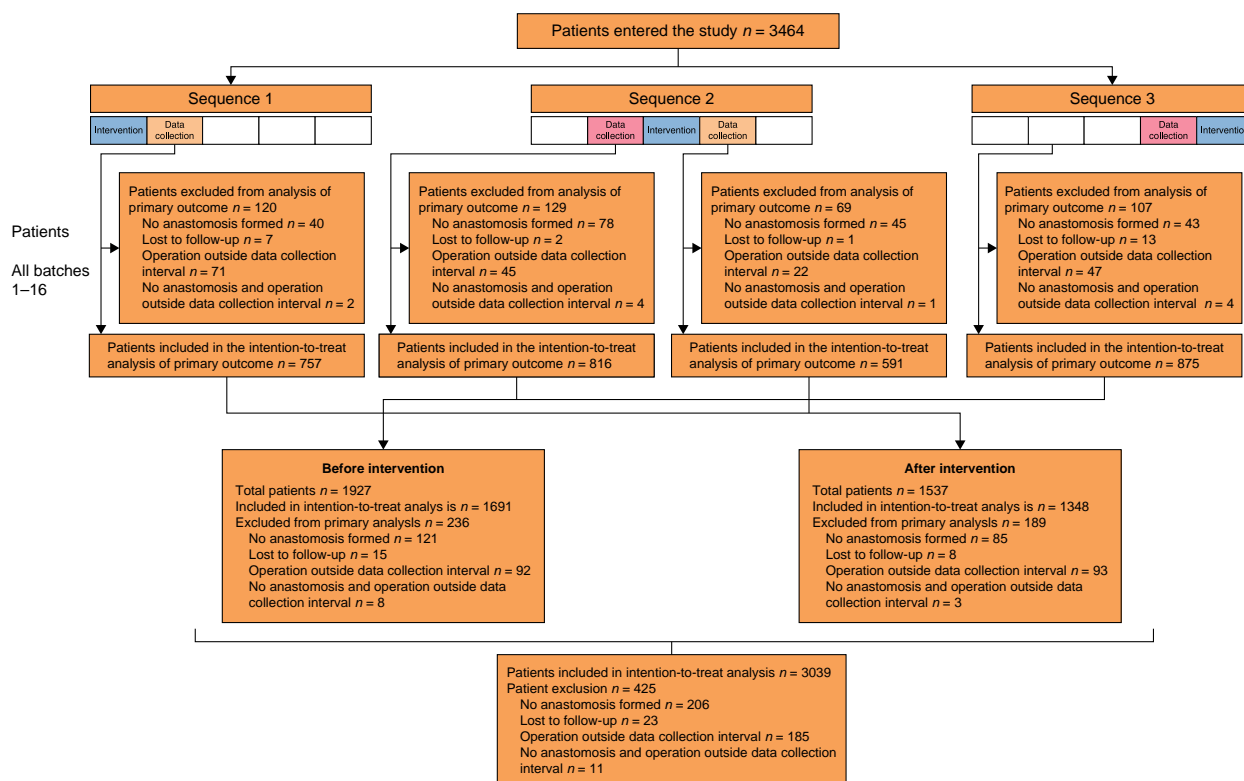 Patients entered the study n = 3464
Sequence 1
Sequence 2
Sequence 3
Intervention
Data
collection
Data
collection
Intervention
Data
collection
Data
collection
Intervention
Patients
All batches
1–16
Patients excluded from analysis of
primary outcome n = 120
No anastomosis formed n = 40
Lost to follow-up n = 7
Operation outside data collection
interval n = 71
No anastomosis and operation
outside data collection interval n = 2
Patients excluded from analysis of
primary outcome n = 129
No anastomosis formed n = 78
Lost to follow-up n = 2
Operation outside data collection
interval n = 45
No anastomosis and operation
outside data collection interval n = 4
Patients excluded from analysis of
primary outcome n = 69
No anastomosis formed n = 45
Lost to follow-up n = 1
Operation outside data collection
interval n = 22
No anastomosis and operation
outside data collection interval n = 1
Patients excluded from analysis of
primary outcome n = 107
No anastomosis formed n = 43
Lost to follow-up n = 13
Operation outside data collection
interval n = 47
No anastomosis and operation
outside data collection interval n = 4
Patients included in the intention-to-treat
analysis of primary outcome n = 757
Patients included in the intention-to-treat
analysis of primary outcome n = 816
Patients included in the intention-to-treat
analysis of primary outcome n = 591
Patients included in the intention-to-treat
analysis of primary outcome n = 875
Before intervention
Total patients n = 1927
Included in intention-to-treat analys is n = 1691
Excluded from primary analysis n = 236
No anastomosis formed n = 121
Lost to follow-up n = 15
Operation outside data collection interval n = 92
No anastomosis and operation outside data
collection interval n = 8
After intervention
Total patients n = 1537
Included in intention-to-treat analys is n = 1348
Excluded from primary analysls n = 189
No anastomosis formed n = 85
Lost to follow-up n = 8
Operation outside data collection interval n = 93
No anastomosis and operation outside data
collection interval n = 3
Patients included in intention-to-treat analysis n = 3039
Patient exclusion n = 425
No anastomosis formed n = 206
Lost to follow-up n = 23
Operation outside data collection interval n = 185
No anastomosis and operation outside data collection
interval n = 11